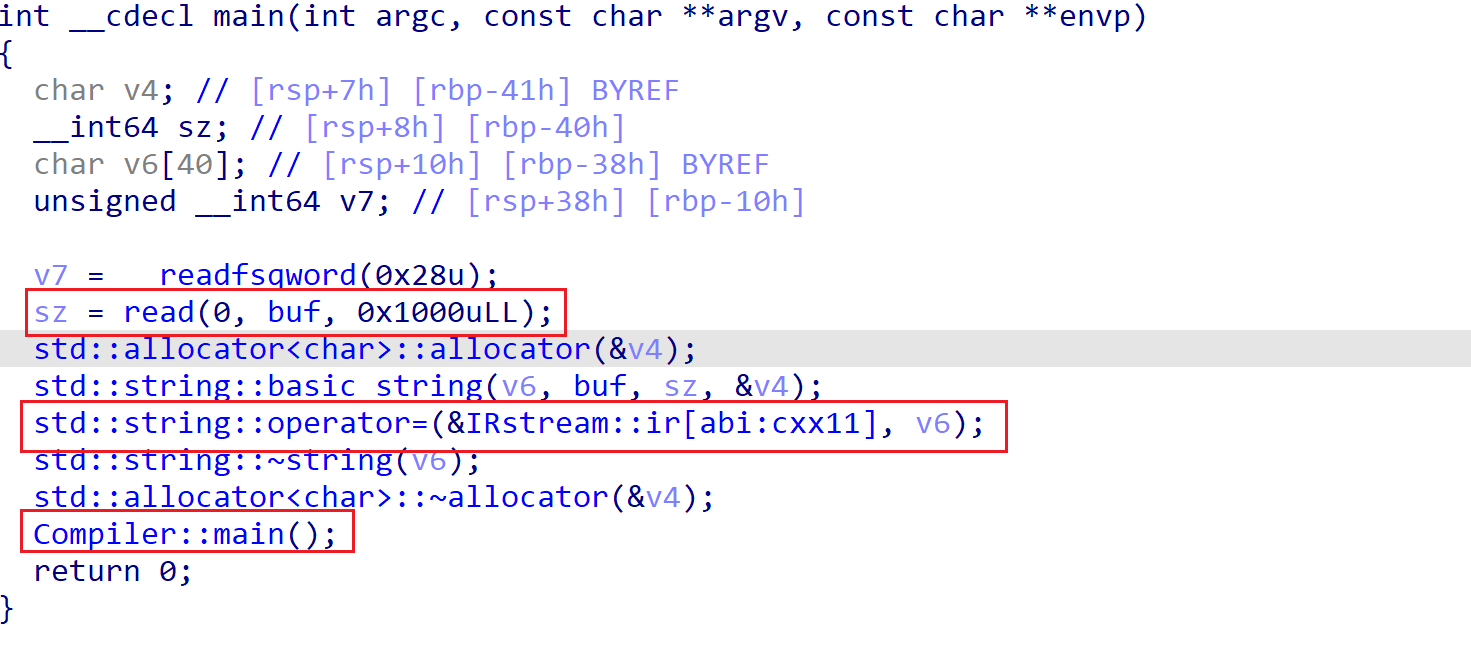 int __cdecl main(int argc, const char **argv, const char **envp)
{
  char v4; // [rsp+7h] [rbp-41h] BYREF
  __int64 sz; // [rsp+8h] [rbp-40h]
  char v6[40]; // [rsp+10h] [rbp-38h] BYREF
  unsigned __int64 v7; // [rsp+38h] [rbp-10h]

  v7 = readfsqword(0x28u);
  sz = read(0, buf, 0x1000uLL);
  std::allocator<char>::allocator(&v4);
  std::string::basic_string(v6, buf, sz, &v4);
  std::string::operator=(&IRstream::ir[abi:cxx11], v6);
  std::string::~string(v6);
  std::allocator<char>::~allocator(&v4);
  Compiler::main();
  return 0;
}